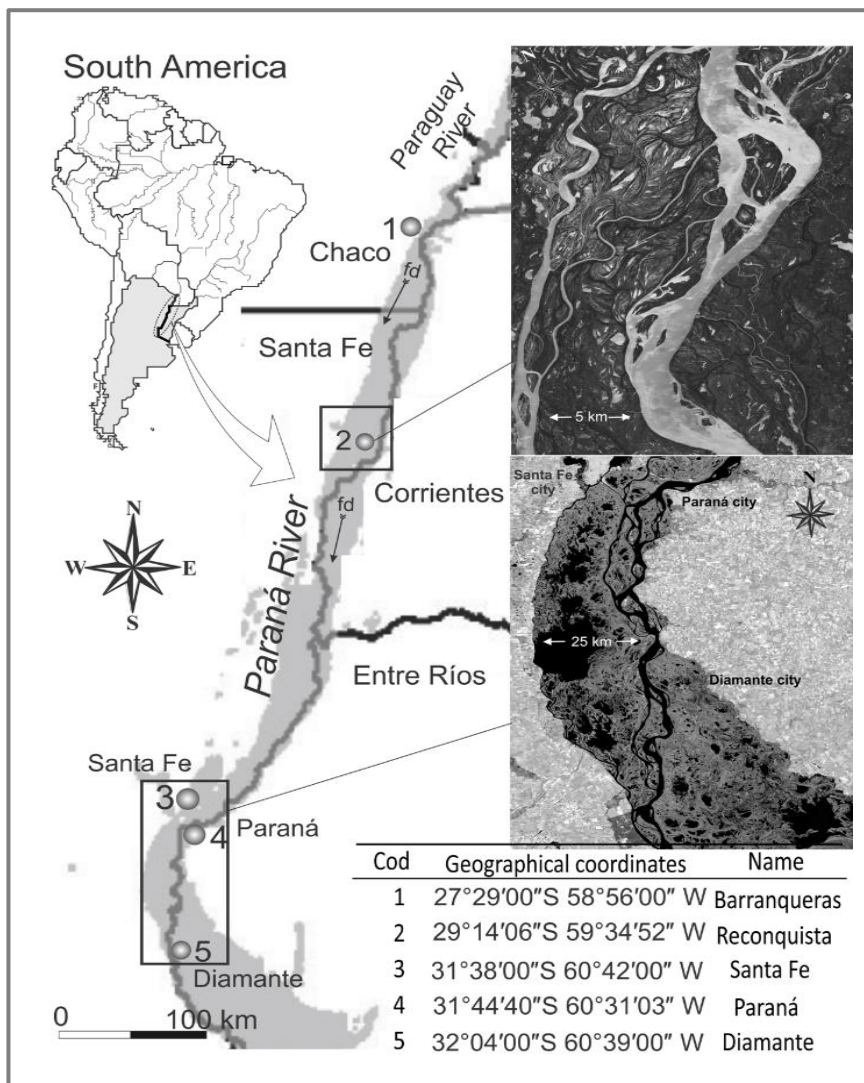 South America
Paraguay
River
1
Chaco
fd
Santa Fe
2
Corrientes
fd
Paraná River
N
W E
S
Entre Ríos
Santa Fe
3
4
Paraná
5
Diamante
0 100 km
N
5 km
Santa Fe
city
Paraná city
N
25 km
Diamante city
Cod Geographical coordinates Name
1 27°29′00″S 58°56′00″ W Barranqueras
2 29°14′06″S 59°34′52″ W Reconquista
3 31°38′00″S 60°42′00″ W Santa Fe
4 31°44′40″S 60°31′03″ W Paraná
5 32°04′00″S 60°39′00″ W Diamante